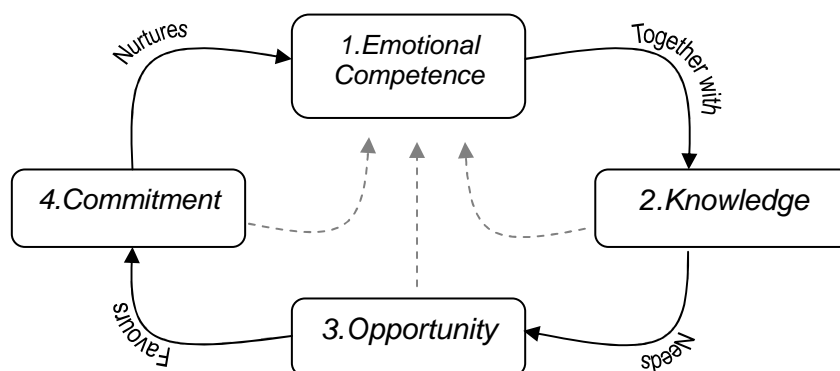 Nurtures
1.Emotional
Competence
Together with
4.Commitment
2.Knowledge
Favours
3.Opportunity
Needs